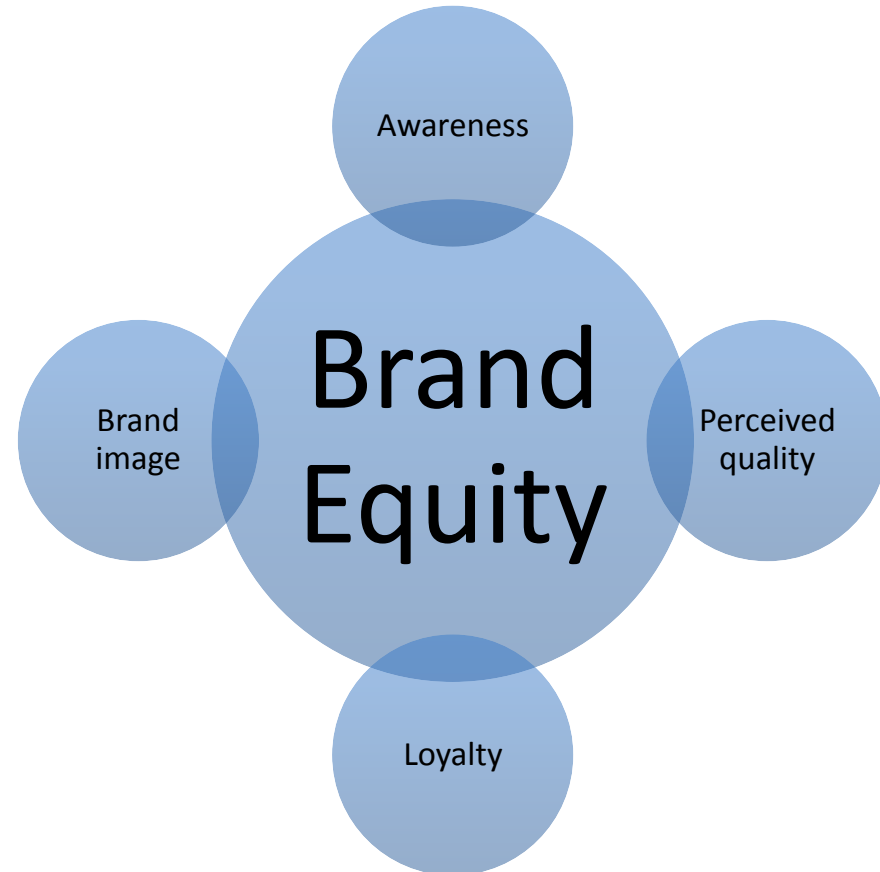 Awareness
Brand
image
Brand
Equity
Perceived
quality
Loyalty